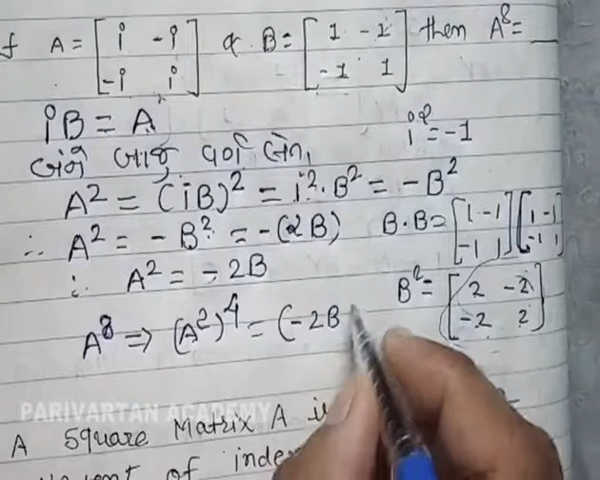 f A = [ i -i ] & B = [ 1 -1 ] then A⁸ = __
[ -i i ] [ -1 1 ]
iB = A
i² = -1
બંને બાજુ વર્ગ લેતા
A² = (iB)² = i²·B² = -B²
∴ A² = -B² = -(2B) B·B = [ 1 -1 ] [ 1 -1 ]
[ -1 1 ] [ -1 1 ]
∴ A² = -2B
B² = [ 2 -2 ]
[ -2 2 ]
A⁸ ⇒ (A²)⁴ = (-2B
PARIVARTAN ACADEMY
A Square Matrix A is
of inde